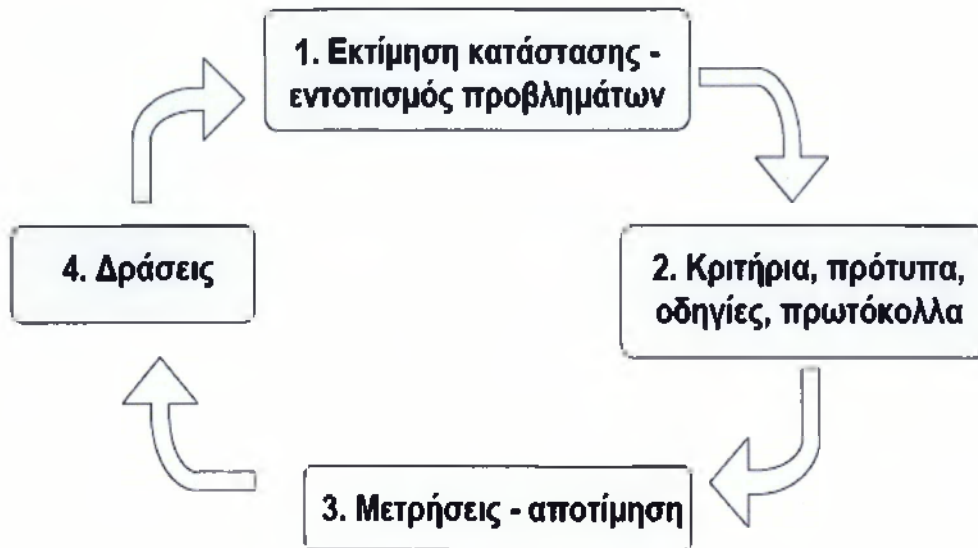 1. Εκτίμηση κατάστασης -
εντοπισμός προβλημάτων
2. Κριτήρια, πρότυπα,
οδηγίες, πρωτόκολλα
3. Μετρήσεις - αποτίμηση
4. Δράσεις